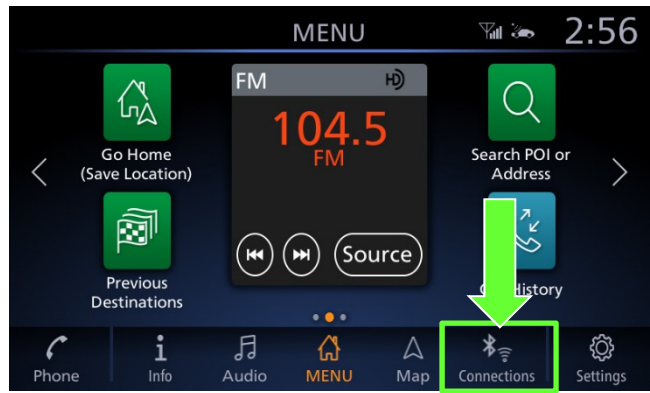 MENU
2:56
FM
HD
104.5
FM
Go Home
(Save Location)
Search POI or
Address
Source
Previous
Destinations
History
Phone
Info
Audio
MENU
Map
Connections
Settings